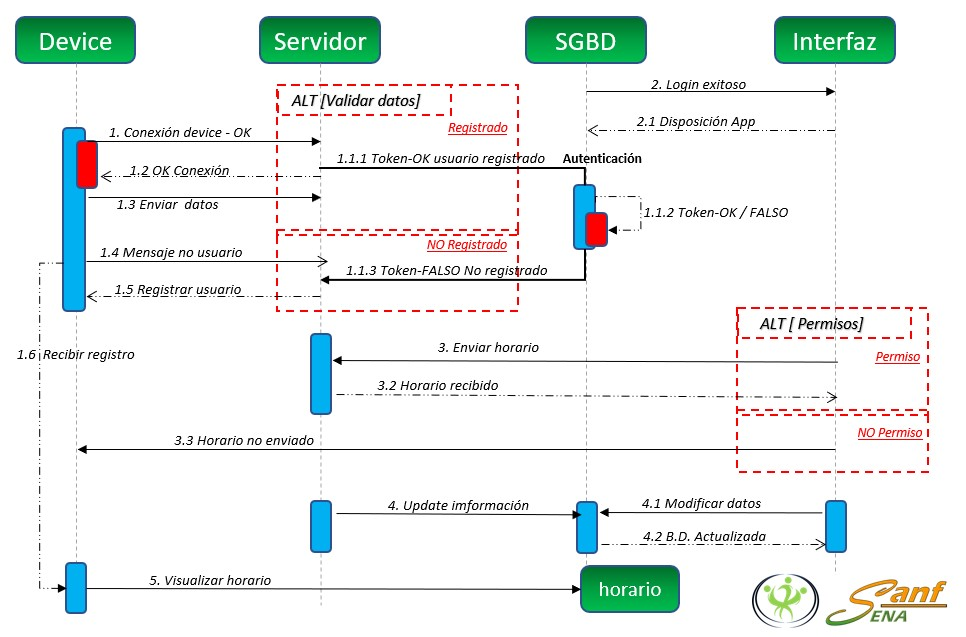 Device
Servidor
SGBD
Interfaz
ALT [Validar datos]
Registrado
2. Login exitoso
2.1 Disposición App
1. Conexión device - OK
1.1.1 Token-OK usuario registrado
Autenticación
1.2 OK Conexión
1.3 Enviar datos
1.1.2 Token-OK / FALSO
NO Registrado
1.4 Mensaje no usuario
1.1.3 Token-FALSO No registrado
1.5 Registrar usuario
ALT [ Permisos]
1.6 Recibir registro
3. Enviar horario
Permiso
3.2 Horario recibido
NO Permiso
3.3 Horario no enviado
4. Update imformación
4.1 Modificar datos
4.2 B.D. Actualizada
5. Visualizar horario
horario
Sanf
SENA